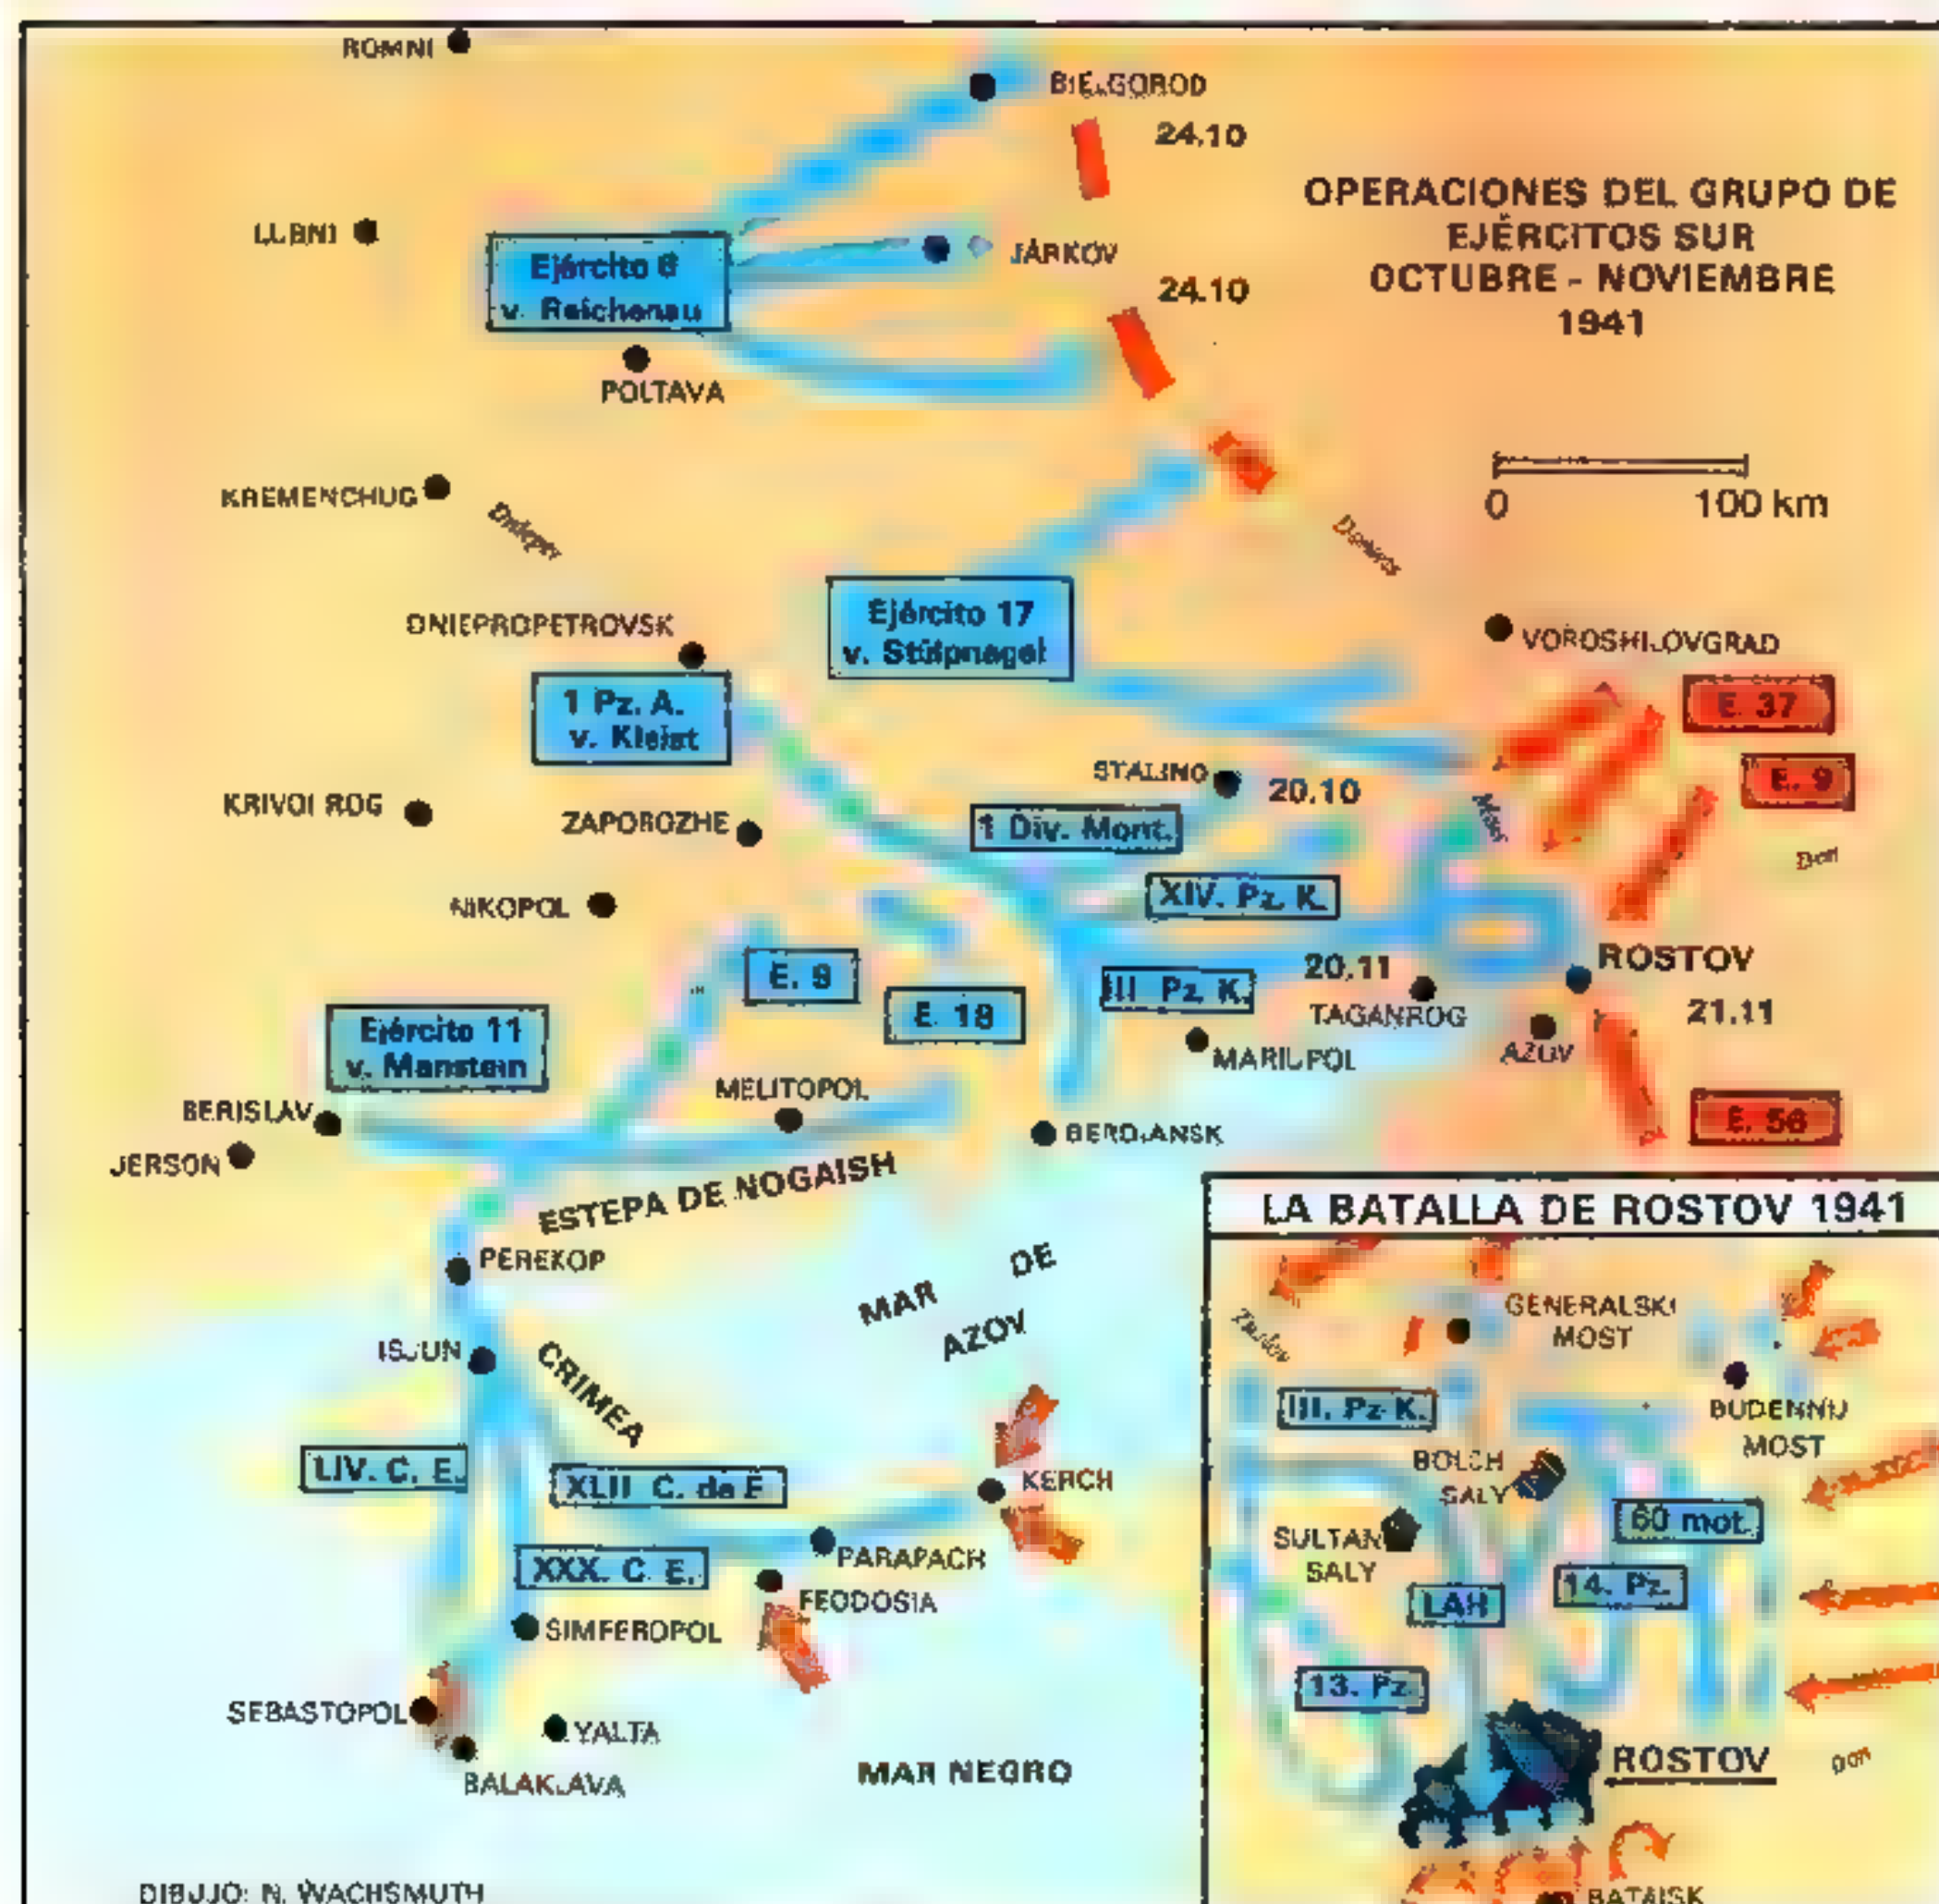 ROMNI
BIELGOROD
24.10
OPERACIONES DEL GRUPO DE
EJÉRCITOS SUR
OCTUBRE - NOVIEMBRE
1941
LUBNI
Ejército 6
v. Reichenau
JÁRKOV
24.10
POLTAVA
0 100 km
KREMENCHUG
Dniepr
Donets
DNIEPROPETROVSK
Ejército 17
v. Stülpnagel
VOROSHILOVGRAD
1 Pz. A.
v. Kleist
E. 37
STALINO
20.10
E. 9
KRIVOI ROG
ZAPOROZHE
1 Div. Mont.
Mius
Don
NIKOPOL
XIV. Pz. K.
E. 9
III Pz. K.
20.11
ROSTOV
21.11
E. 18
TAGANROG
AZOV
Ejército 11
v. Manstein
MARIUPOL
MELITOPOL
BERISLAV
BERDJANSK
E. 56
JERSON
ESTEPA DE NOGAISH
LA BATALLA DE ROSTOV 1941
PEREKOP
MAR DE
AZOV
GENERALSKI
MOST
ISJUN
CRIMEA
III. Pz K.
BUDENNIJ
MOST
LIV. C. E.
XLII C. de E
KERCH
BOLCH
SALY
60 mot.
SULTAN
SALY
PARAPACH
XXX. C. E.
FEODOSIA
LAH
14. Pz.
SIMFEROPOL
13. Pz.
SEBASTOPOL
YALTA
BALAKLAVA
MAR NEGRO
ROSTOV
Don
DIBUJO: N. WACHSMUTH
BATAISK